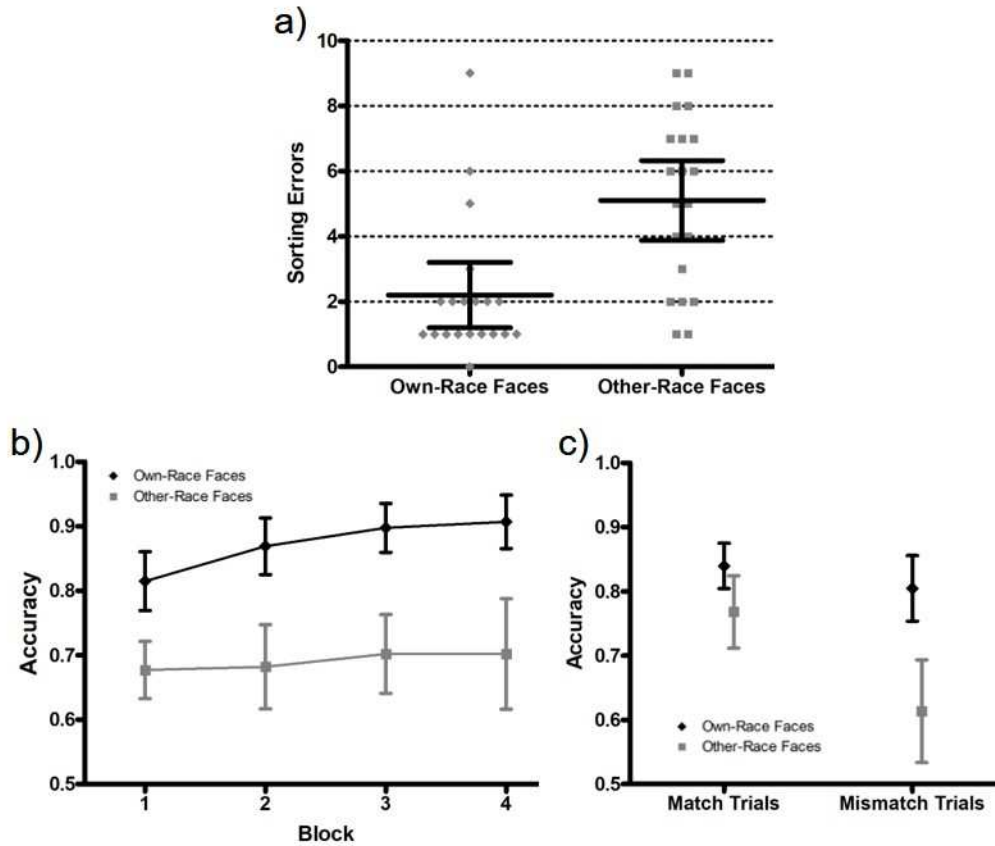 a)
10
8
6
4
2
0
Sorting Errors
Own-Race Faces
Other-Race Faces
b)
1.0
0.9
0.8
0.7
0.6
0.5
Accuracy
Own-Race Faces
Other-Race Faces
1
2
3
4
Block
c)
1.0
0.9
0.8
0.7
0.6
0.5
Accuracy
Own-Race Faces
Other-Race Faces
Match Trials
Mismatch Trials